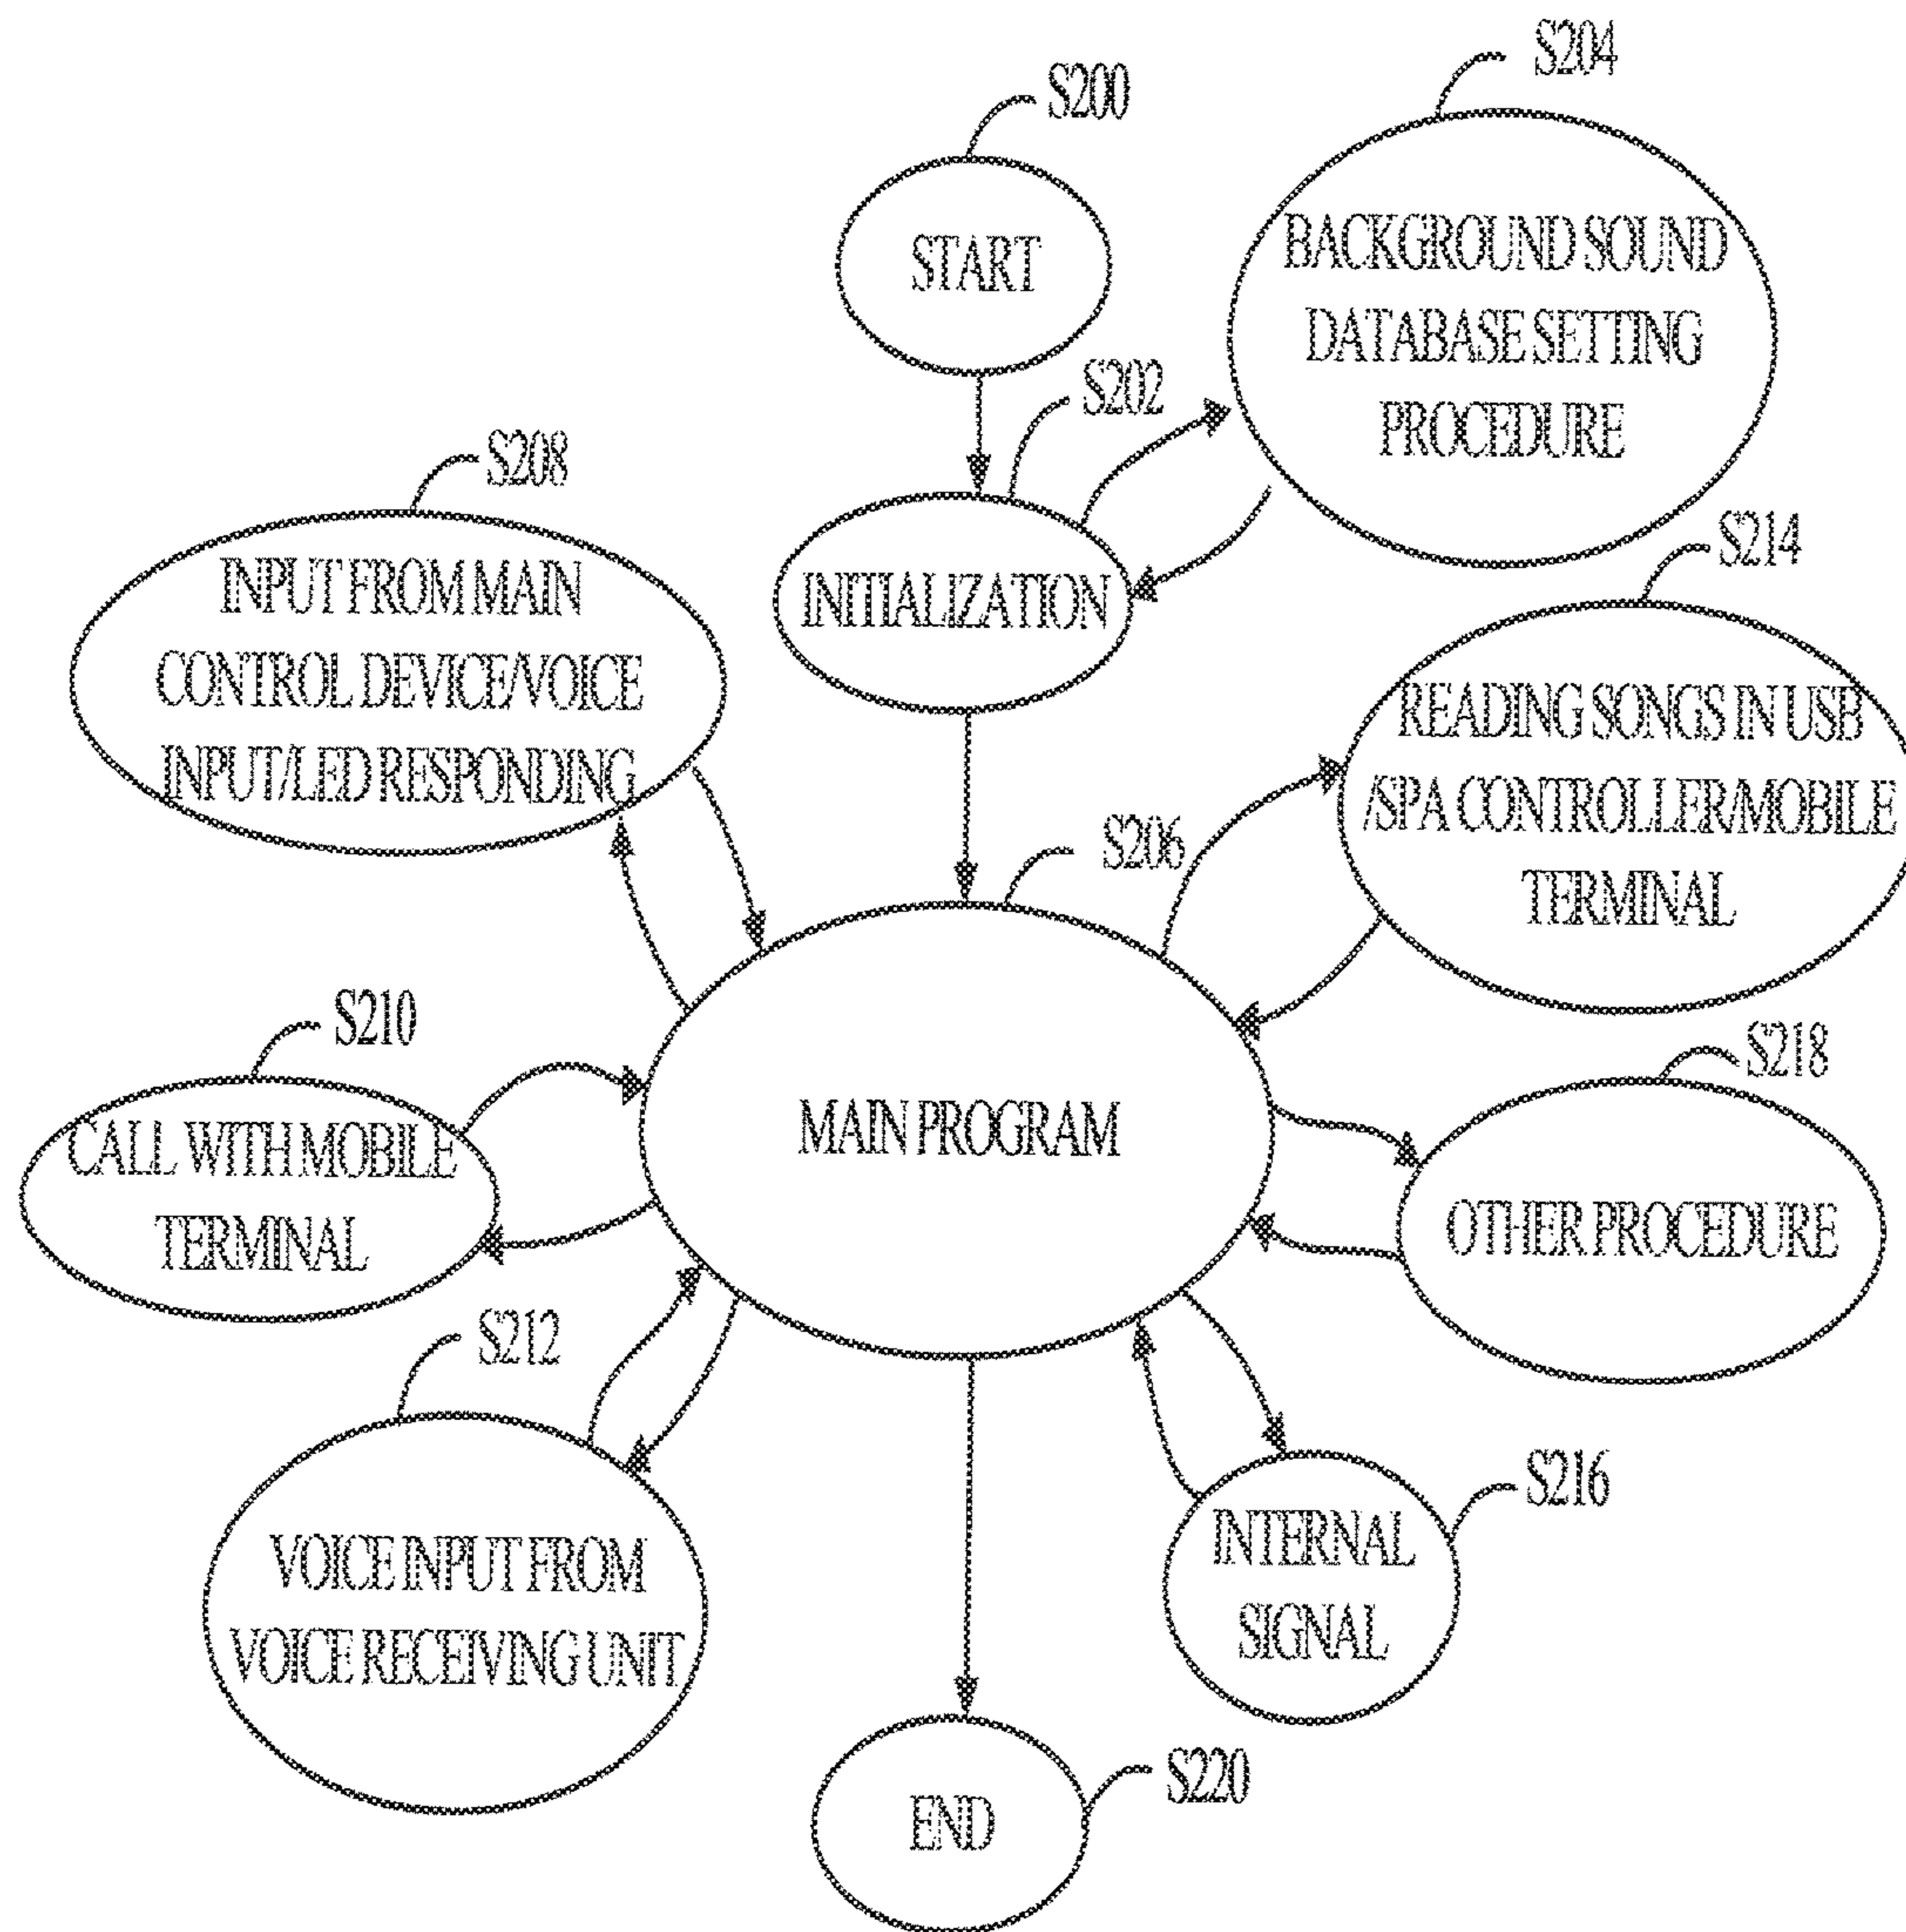 S204
S200
START
BACKGROUND SOUND
DATABASE SETTING
PROCEDURE
S202
S208
INITIALIZATION
S214
INPUT FROM MAIN
CONTROL DEVICE/VOICE
INPUT/LED RESPONDING
READING SONGS IN USB
/SPA CONTROLLER/MOBILE
TERMINAL
S206
S210
S218
MAIN PROGRAM
CALL WITH MOBILE
TERMINAL
OTHER PROCEDURE
S212
S216
VOICE INPUT FROM
VOICE RECEIVING UNIT
INTERNAL
SIGNAL
S220
END